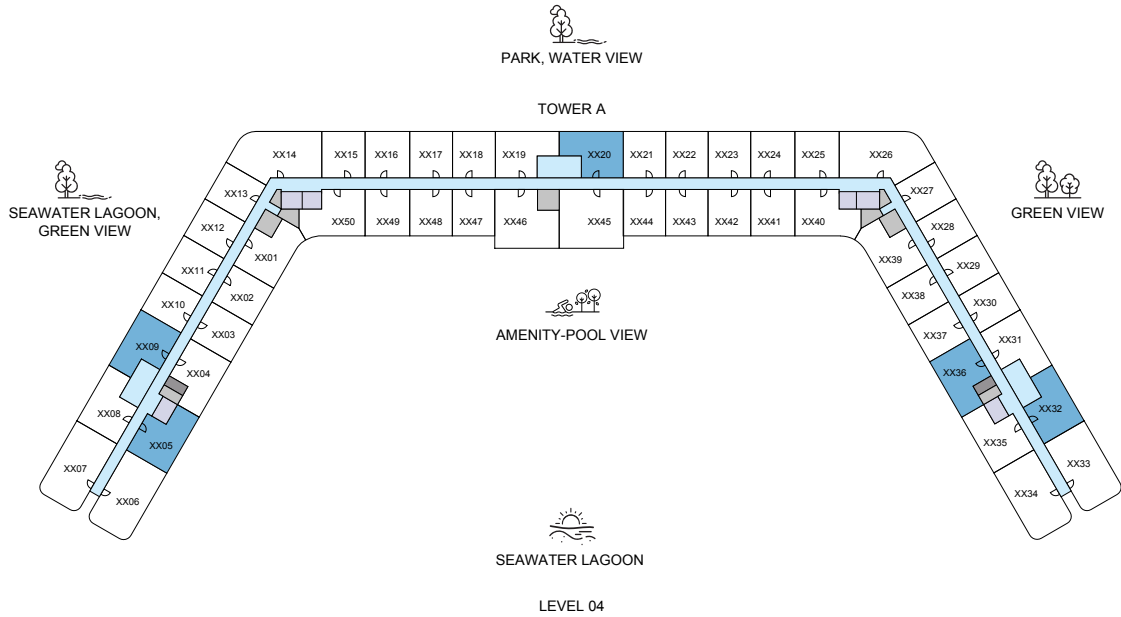 PARK, WATER VIEW
TOWER A
XX14
XX15
XX16
XX17
XX18
XX19
XX20
XX21
XX22
XX23
XX24
XX25
XX26
SEAWATER LAGOON,
GREEN VIEW
GREEN VIEW
XX13
XX12
XX11
XX10
XX09
XX08
XX07
XX01
XX02
XX03
XX04
XX05
XX06
XX50
XX49
XX48
XX47
XX46
XX45
XX44
XX43
XX42
XX41
XX40
XX27
XX28
XX29
XX30
XX31
XX32
XX33
XX39
XX38
XX37
XX36
XX35
XX34
AMENITY-POOL VIEW
SEAWATER LAGOON
LEVEL 04